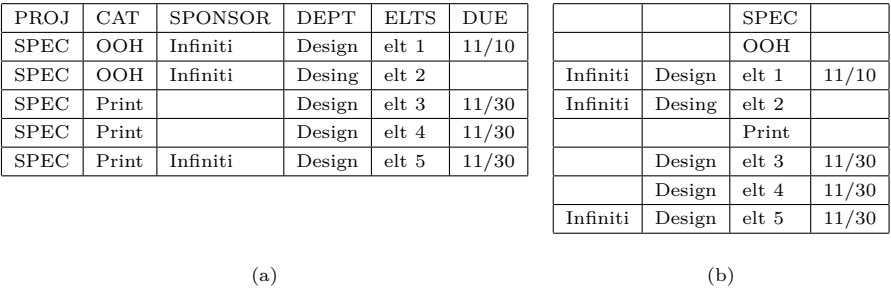 PROJ CAT SPONSOR DEPT ELTS DUE
SPEC OOH Infiniti Design elt 1 11/10
SPEC OOH Infiniti Desing elt 2
SPEC Print Design elt 3 11/30
SPEC Print Design elt 4 11/30
SPEC Print Infiniti Design elt 5 11/30
(a)
SPEC
OOH
Infiniti Design elt 1 11/10
Infiniti Desing elt 2
Print
Design elt 3 11/30
Design elt 4 11/30
Infiniti Design elt 5 11/30
(b)